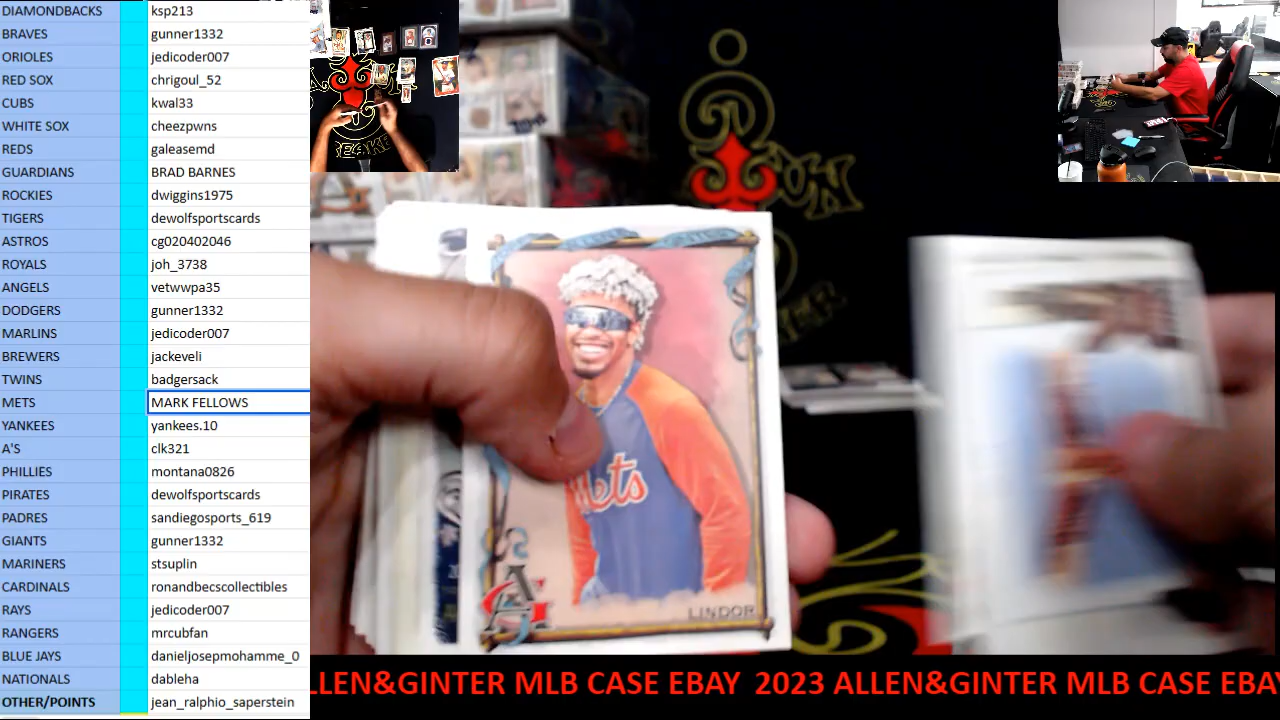 DIAMONDBACKS ksp213
BRAVES gunner1332
ORIOLES jedicoder007
RED SOX chrigoul_52
CUBS kwal33
WHITE SOX cheezpwns
REDS galeasemd
GUARDIANS BRAD BARNES
ROCKIES dwiggins1975
TIGERS dewolfsportscards
ASTROS cg020402046
ROYALS joh_3738
ANGELS vetwwpa35
DODGERS gunner1332
MARLINS jedicoder007
BREWERS jackeveli
TWINS badgersack
METS MARK FELLOWS
YANKEES yankees.10
A'S clk321
PHILLIES montana0826
PIRATES dewolfsportscards
PADRES sandiegosports_619
GIANTS gunner1332
MARINERS stsuplin
CARDINALS ronandbecscollectibles
RAYS jedicoder007
RANGERS mrcubfan
BLUE JAYS danieljosepmohamme_0
NATIONALS dableha
OTHER/POINTS jean_ralphio_saperstein
Mets
LINDOR
LLEN&GINTER MLB CASE EBAY 2023 ALLEN&GINTER MLB CASE EBAY